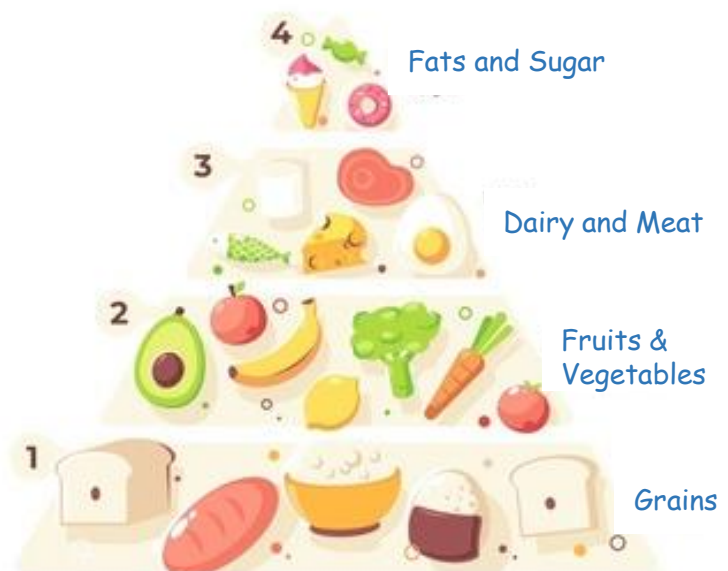 4
Fats and Sugar
3
Dairy and Meat
2
Fruits &
Vegetables
1
Grains